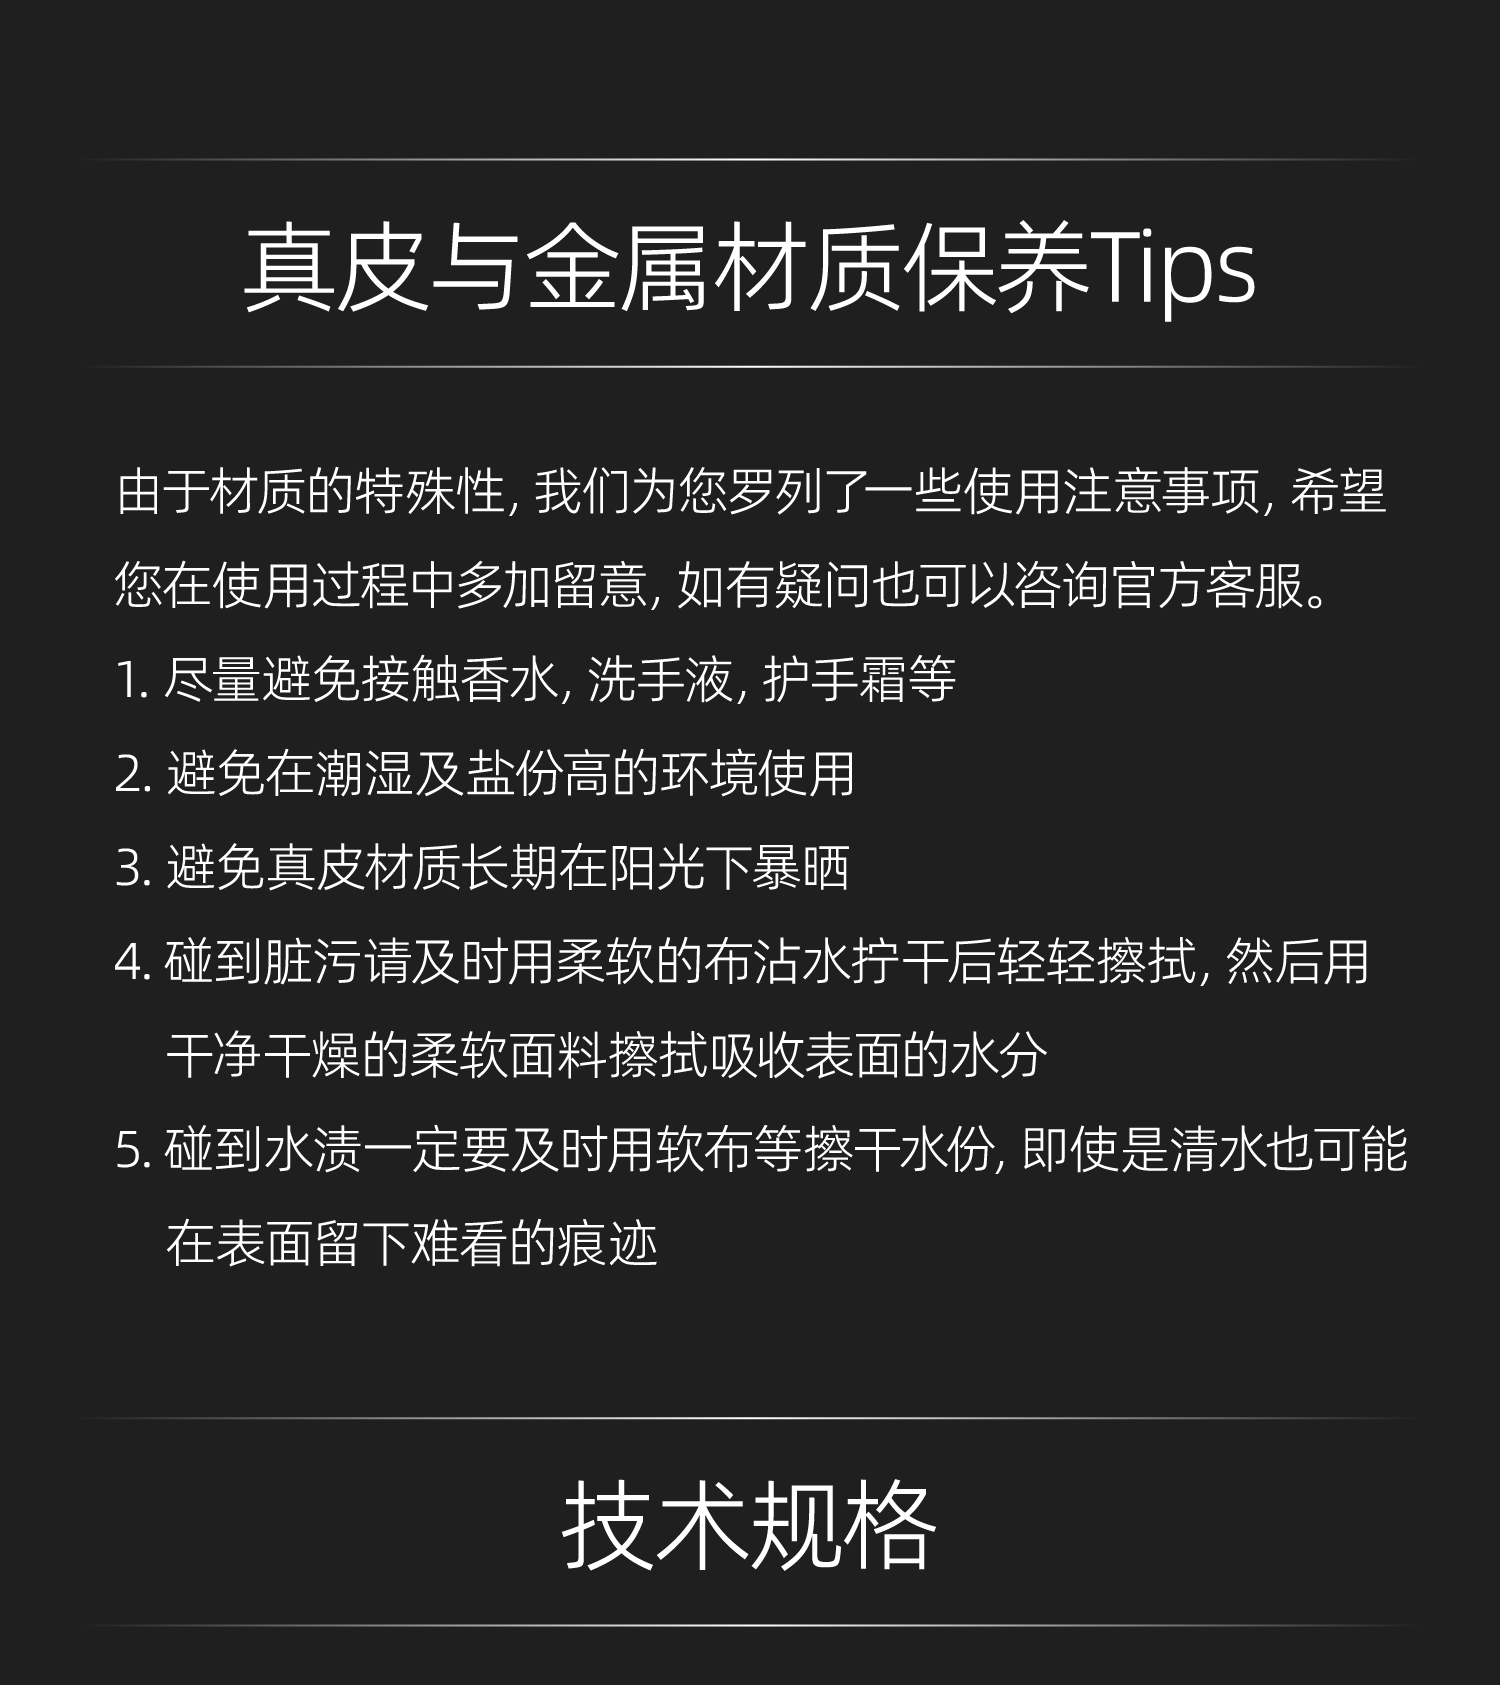 真皮与金属材质保养Tips
由于材质的特殊性, 我们为您罗列了一些使用注意事项, 希望
您在使用过程中多加留意, 如有疑问也可以咨询官方客服。
1. 尽量避免接触香水, 洗手液, 护手霜等
2. 避免在潮湿及盐份高的环境使用
3. 避免真皮材质长期在阳光下暴晒
4. 碰到脏污请及时用柔软的布沾水拧干后轻轻擦拭, 然后用
干净干燥的柔软面料擦拭吸收表面的水分
5. 碰到水渍一定要及时用软布等擦干水份, 即使是清水也可能
在表面留下难看的痕迹
技术规格